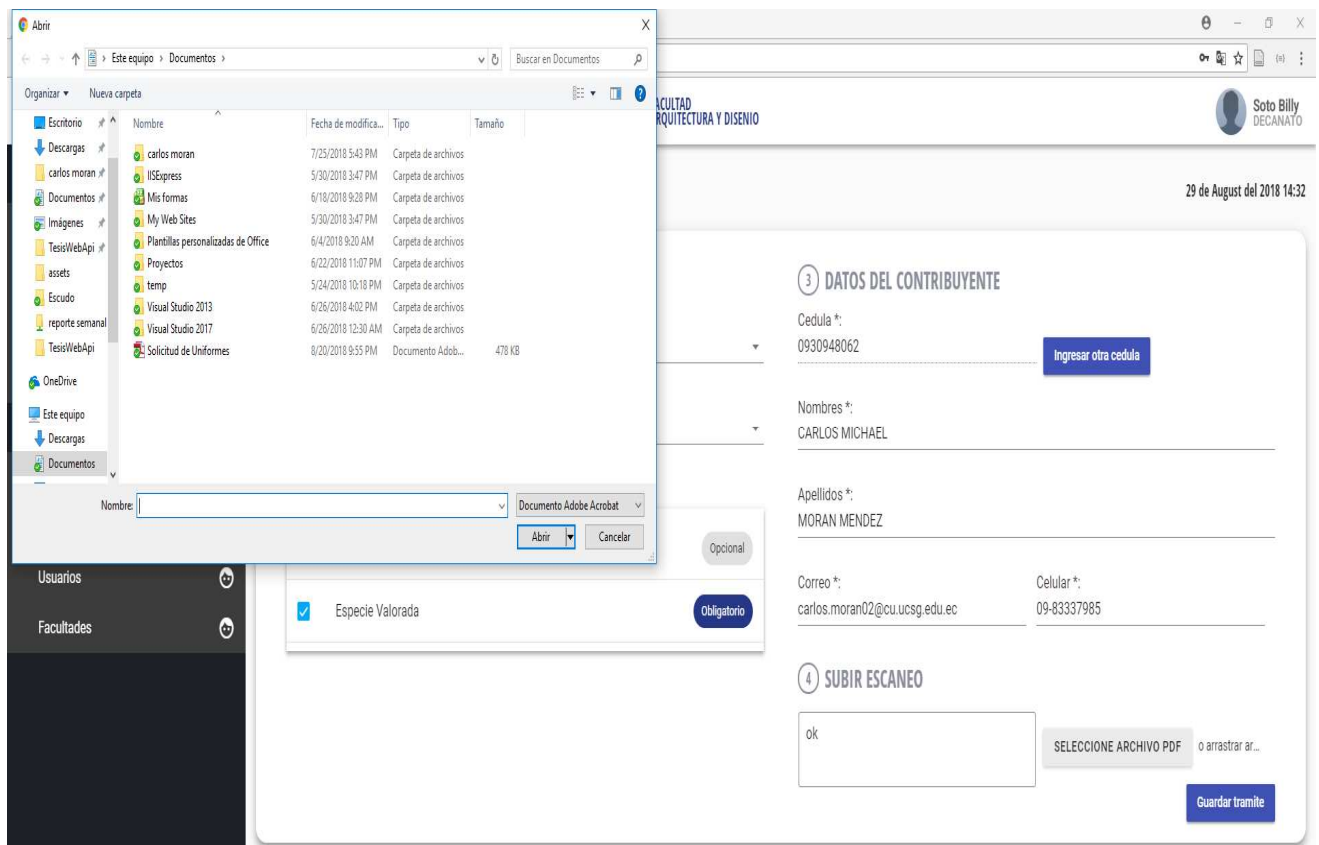 Abrir
Este equipo > Documentos >
Buscar en Documentos
Organizar
Nueva carpeta
Nombre
Fecha de modifica...
Tipo
Tamaño
Escritorio
Descargas
carlos moran
Documentos
Imágenes
TesisWebApi
assets
Escudo
reporte semanal
TesisWebApi
OneDrive
Este equipo
Descargas
Documentos
carlos moran 7/25/2018 5:43 PM Carpeta de archivos
IISExpress 5/30/2018 3:47 PM Carpeta de archivos
Mis formas 6/18/2018 9:28 PM Carpeta de archivos
My Web Sites 5/30/2018 3:47 PM Carpeta de archivos
Plantillas personalizadas de Office 6/4/2018 9:20 AM Carpeta de archivos
Proyectos 6/22/2018 11:07 PM Carpeta de archivos
temp 5/24/2018 10:18 PM Carpeta de archivos
Visual Studio 2013 6/26/2018 4:02 PM Carpeta de archivos
Visual Studio 2017 6/26/2018 12:30 AM Carpeta de archivos
Solicitud de Uniformes 8/20/2018 9:55 PM Documento Adob... 478 KB
Nombre:
Documento Adobe Acrobat
Abrir
Cancelar
ACULTAD
RQUITECTURA Y DISENIO
Soto Billy
DECANATO
29 de August del 2018 14:32
Usuarios
Facultades
Opcional
Especie Valorada
Obligatorio
3 DATOS DEL CONTRIBUYENTE
Cedula *:
0930948062
Ingresar otra cedula
Nombres *:
CARLOS MICHAEL
Apellidos *:
MORAN MENDEZ
Correo *:
carlos.moran02@cu.ucsg.edu.ec
Celular *:
09-83337985
4 SUBIR ESCANEO
ok
SELECCIONE ARCHIVO PDF
o arrastrar ar...
Guardar tramite